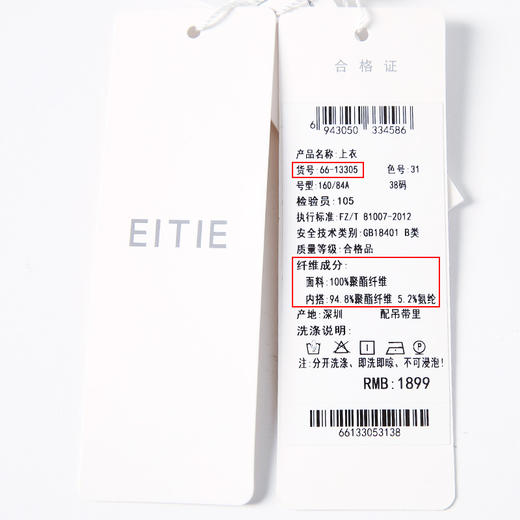 EITIE
合格证
6 943050 334586
产品名称:上衣
货号:66-13305 色号:31
号型:160/84A 38码
检验员:105
执行标准:FZ/T 81007-2012
安全技术类别:GB18401 B类
质量等级:合格品
纤维成分:
面料:100%聚酯纤维
内搭:94.8%聚酯纤维 5.2%氨纶
产地:深圳 配吊带里
洗涤说明:
注:分开洗涤、即洗即晾、不可浸泡!
RMB:1899
66133053138